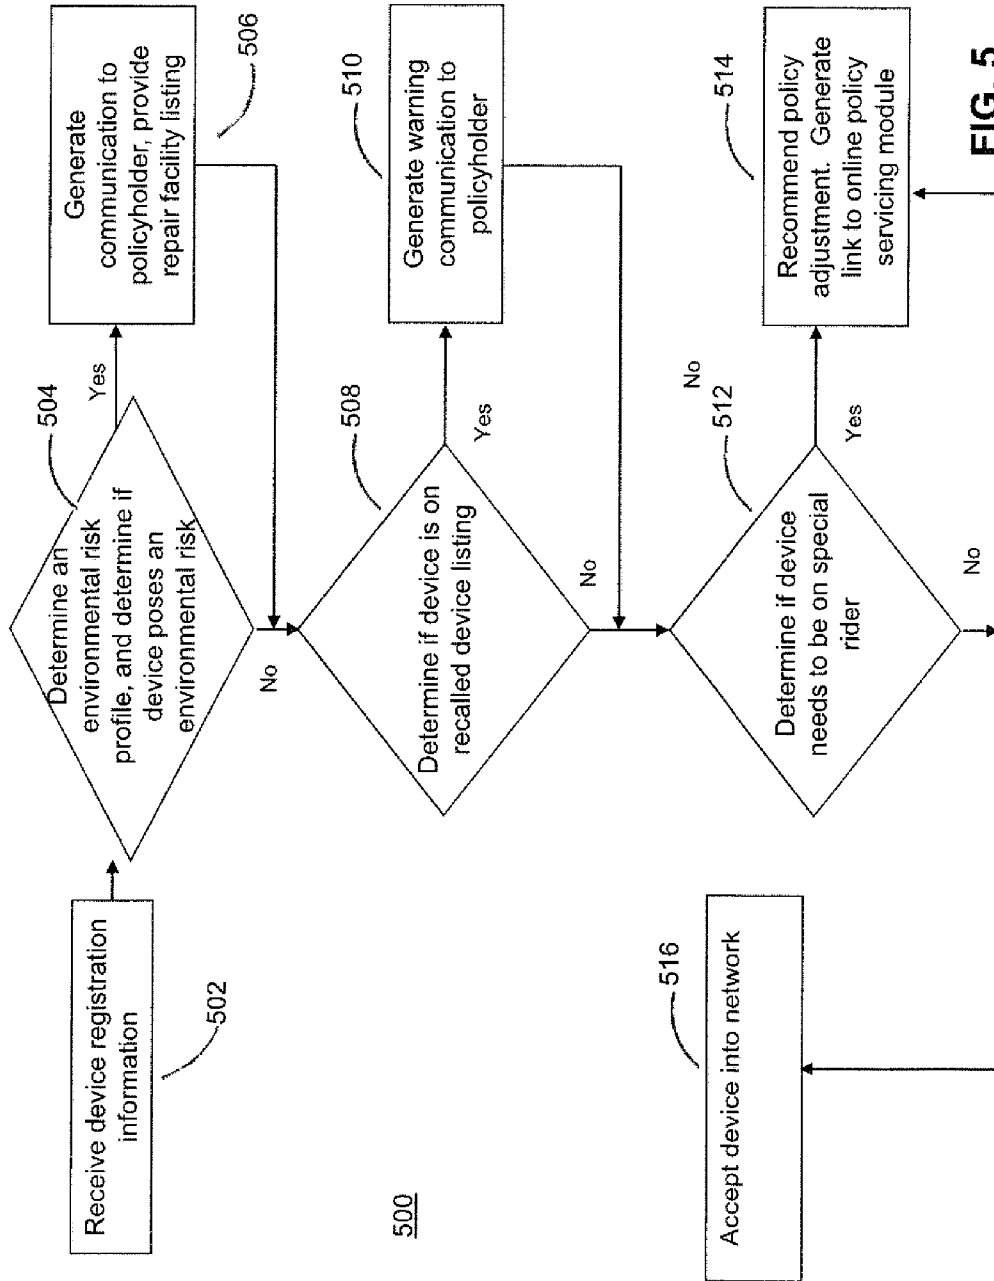 500
Receive device registration
information
502
Determine an
environmental risk
profile, and determine if
device poses an
environmental risk
504
Yes
No
Generate
communication to
policyholder, provide
repair facility listing
506
Determine if device is on
recalled device listing
508
Yes
No
Generate warning
communication to
policyholder
510
Determine if device
needs to be on special
rider
512
No
Yes
No
Recommend policy
adjustment. Generate
link to online policy
servicing module
514
Accept device into network
516
FIG. 5